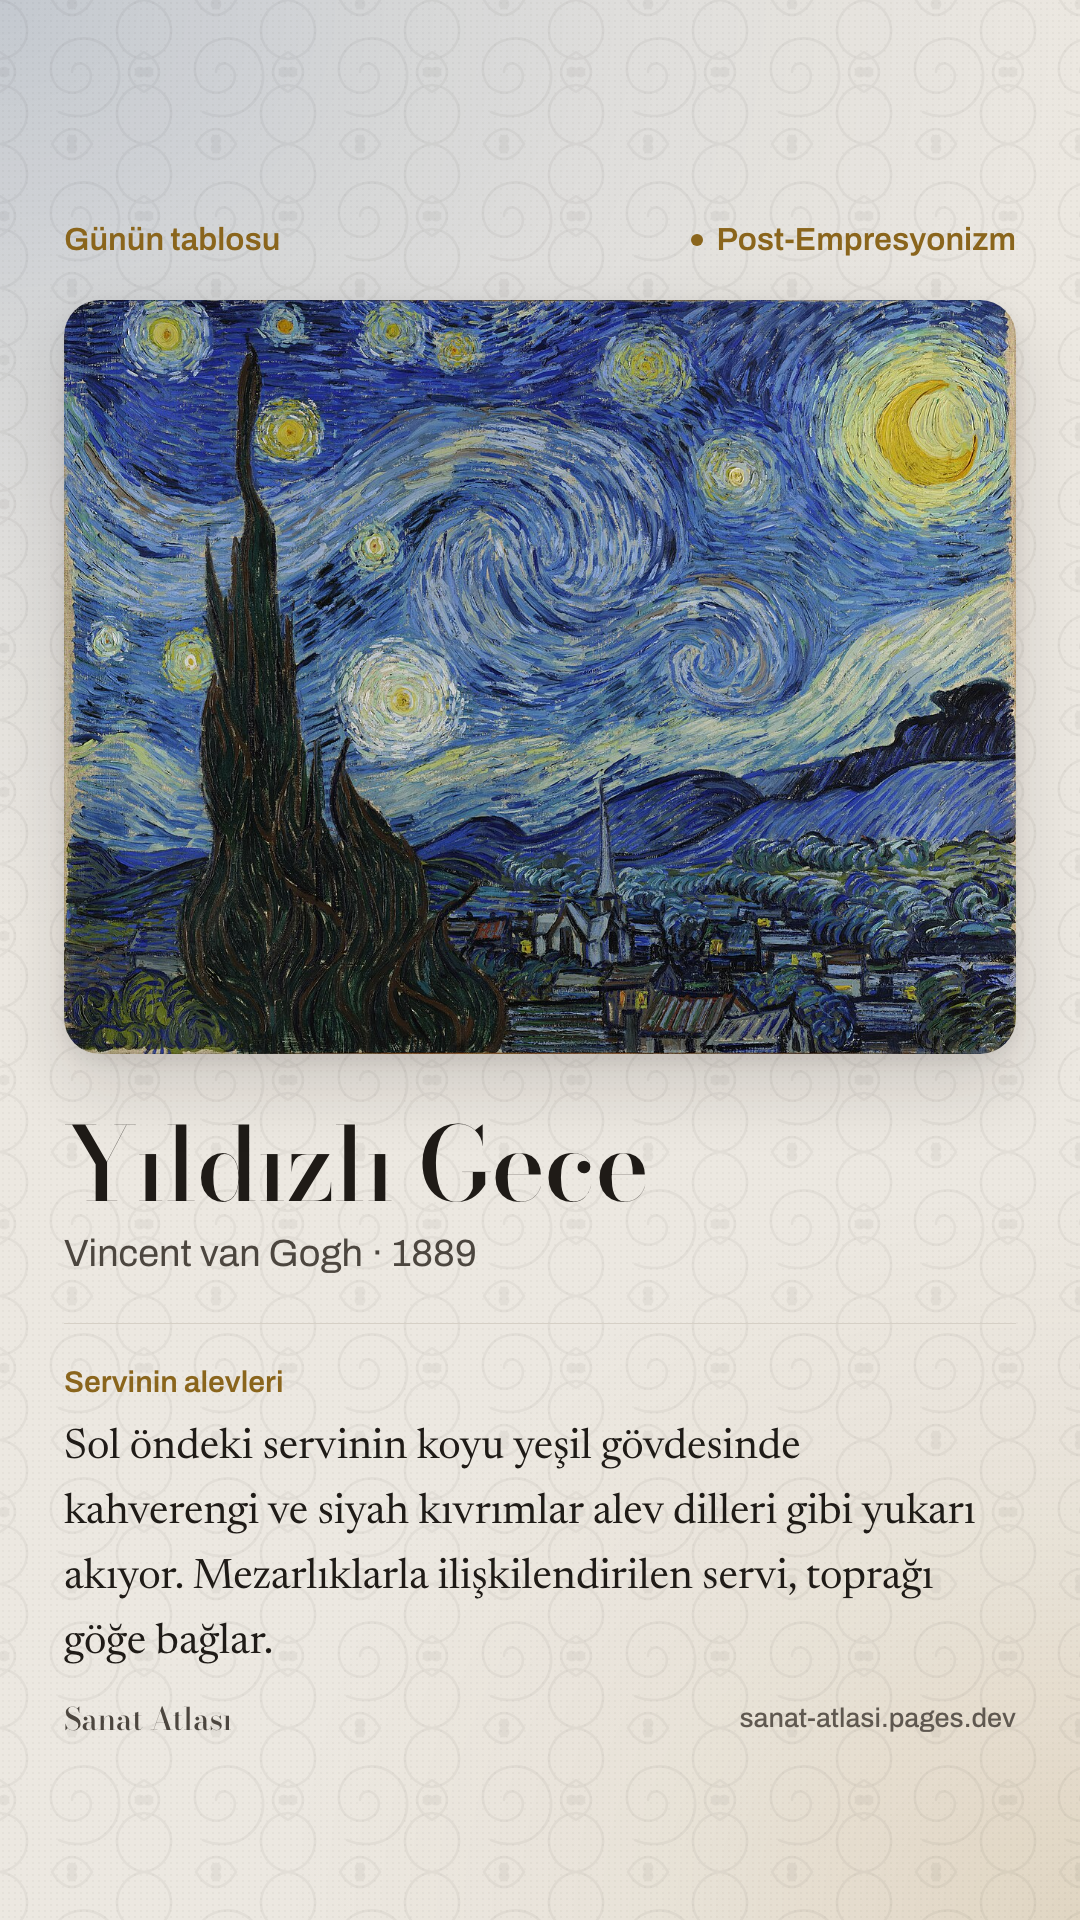 Günün tablosu
• Post-Empresyonizm
Yıldızlı Gece
Vincent van Gogh · 1889
Servinin alevleri
Sol öndeki servinin koyu yeşil gövdesinde
kahverengi ve siyah kıvrımlar alev dilleri gibi yukarı
akıyor. Mezarlıklarla ilişkilendirilen servi, toprağı
göğe bağlar.
Sanat Atlası
sanat-atlasi.pages.dev